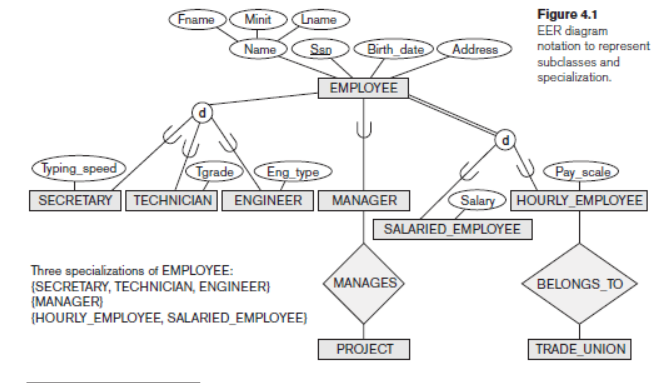 Fname Minit Lname
Name Ssn Birth_date Address
EMPLOYEE
Figure 4.1
EER diagram
notation to represent
subclasses and
specialization.
d
d
Typing_speed Tgrade Eng_type Salary Pay_scale
SECRETARY TECHNICIAN ENGINEER MANAGER HOURLY_EMPLOYEE
SALARIED_EMPLOYEE
Three specializations of EMPLOYEE:
{SECRETARY, TECHNICIAN, ENGINEER}
{MANAGER}
{HOURLY_EMPLOYEE, SALARIED_EMPLOYEE}
MANAGES BELONGS_TO
PROJECT TRADE_UNION